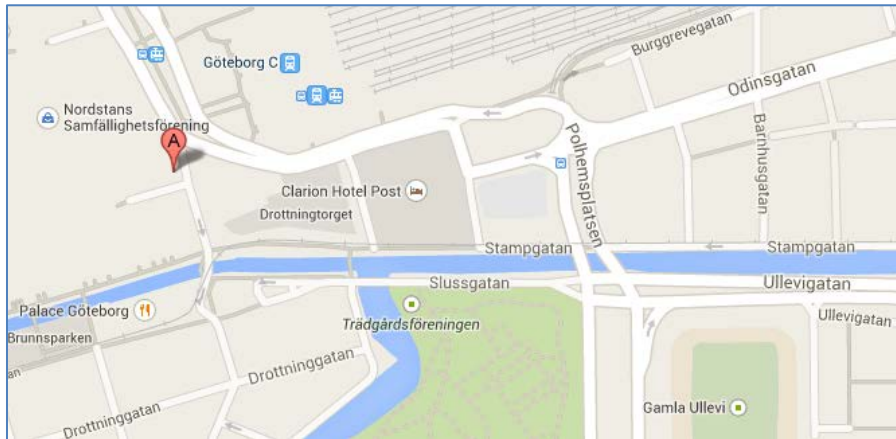 Burggrevegatan
Göteborg C
Odinsgatan
Nordstans
Samfällighetsförening
A
Polhemsplatsen
Barnhusgatan
Clarion Hotel Post
Drottningtorget
Stampgatan
Stampgatan
Slussgatan
Ullevigatan
Palace Göteborg
Trädgårdsföreningen
Ullevigatan
Brunnsparken
an
Drottninggatan
Drottninggatan
Gamla Ullevi